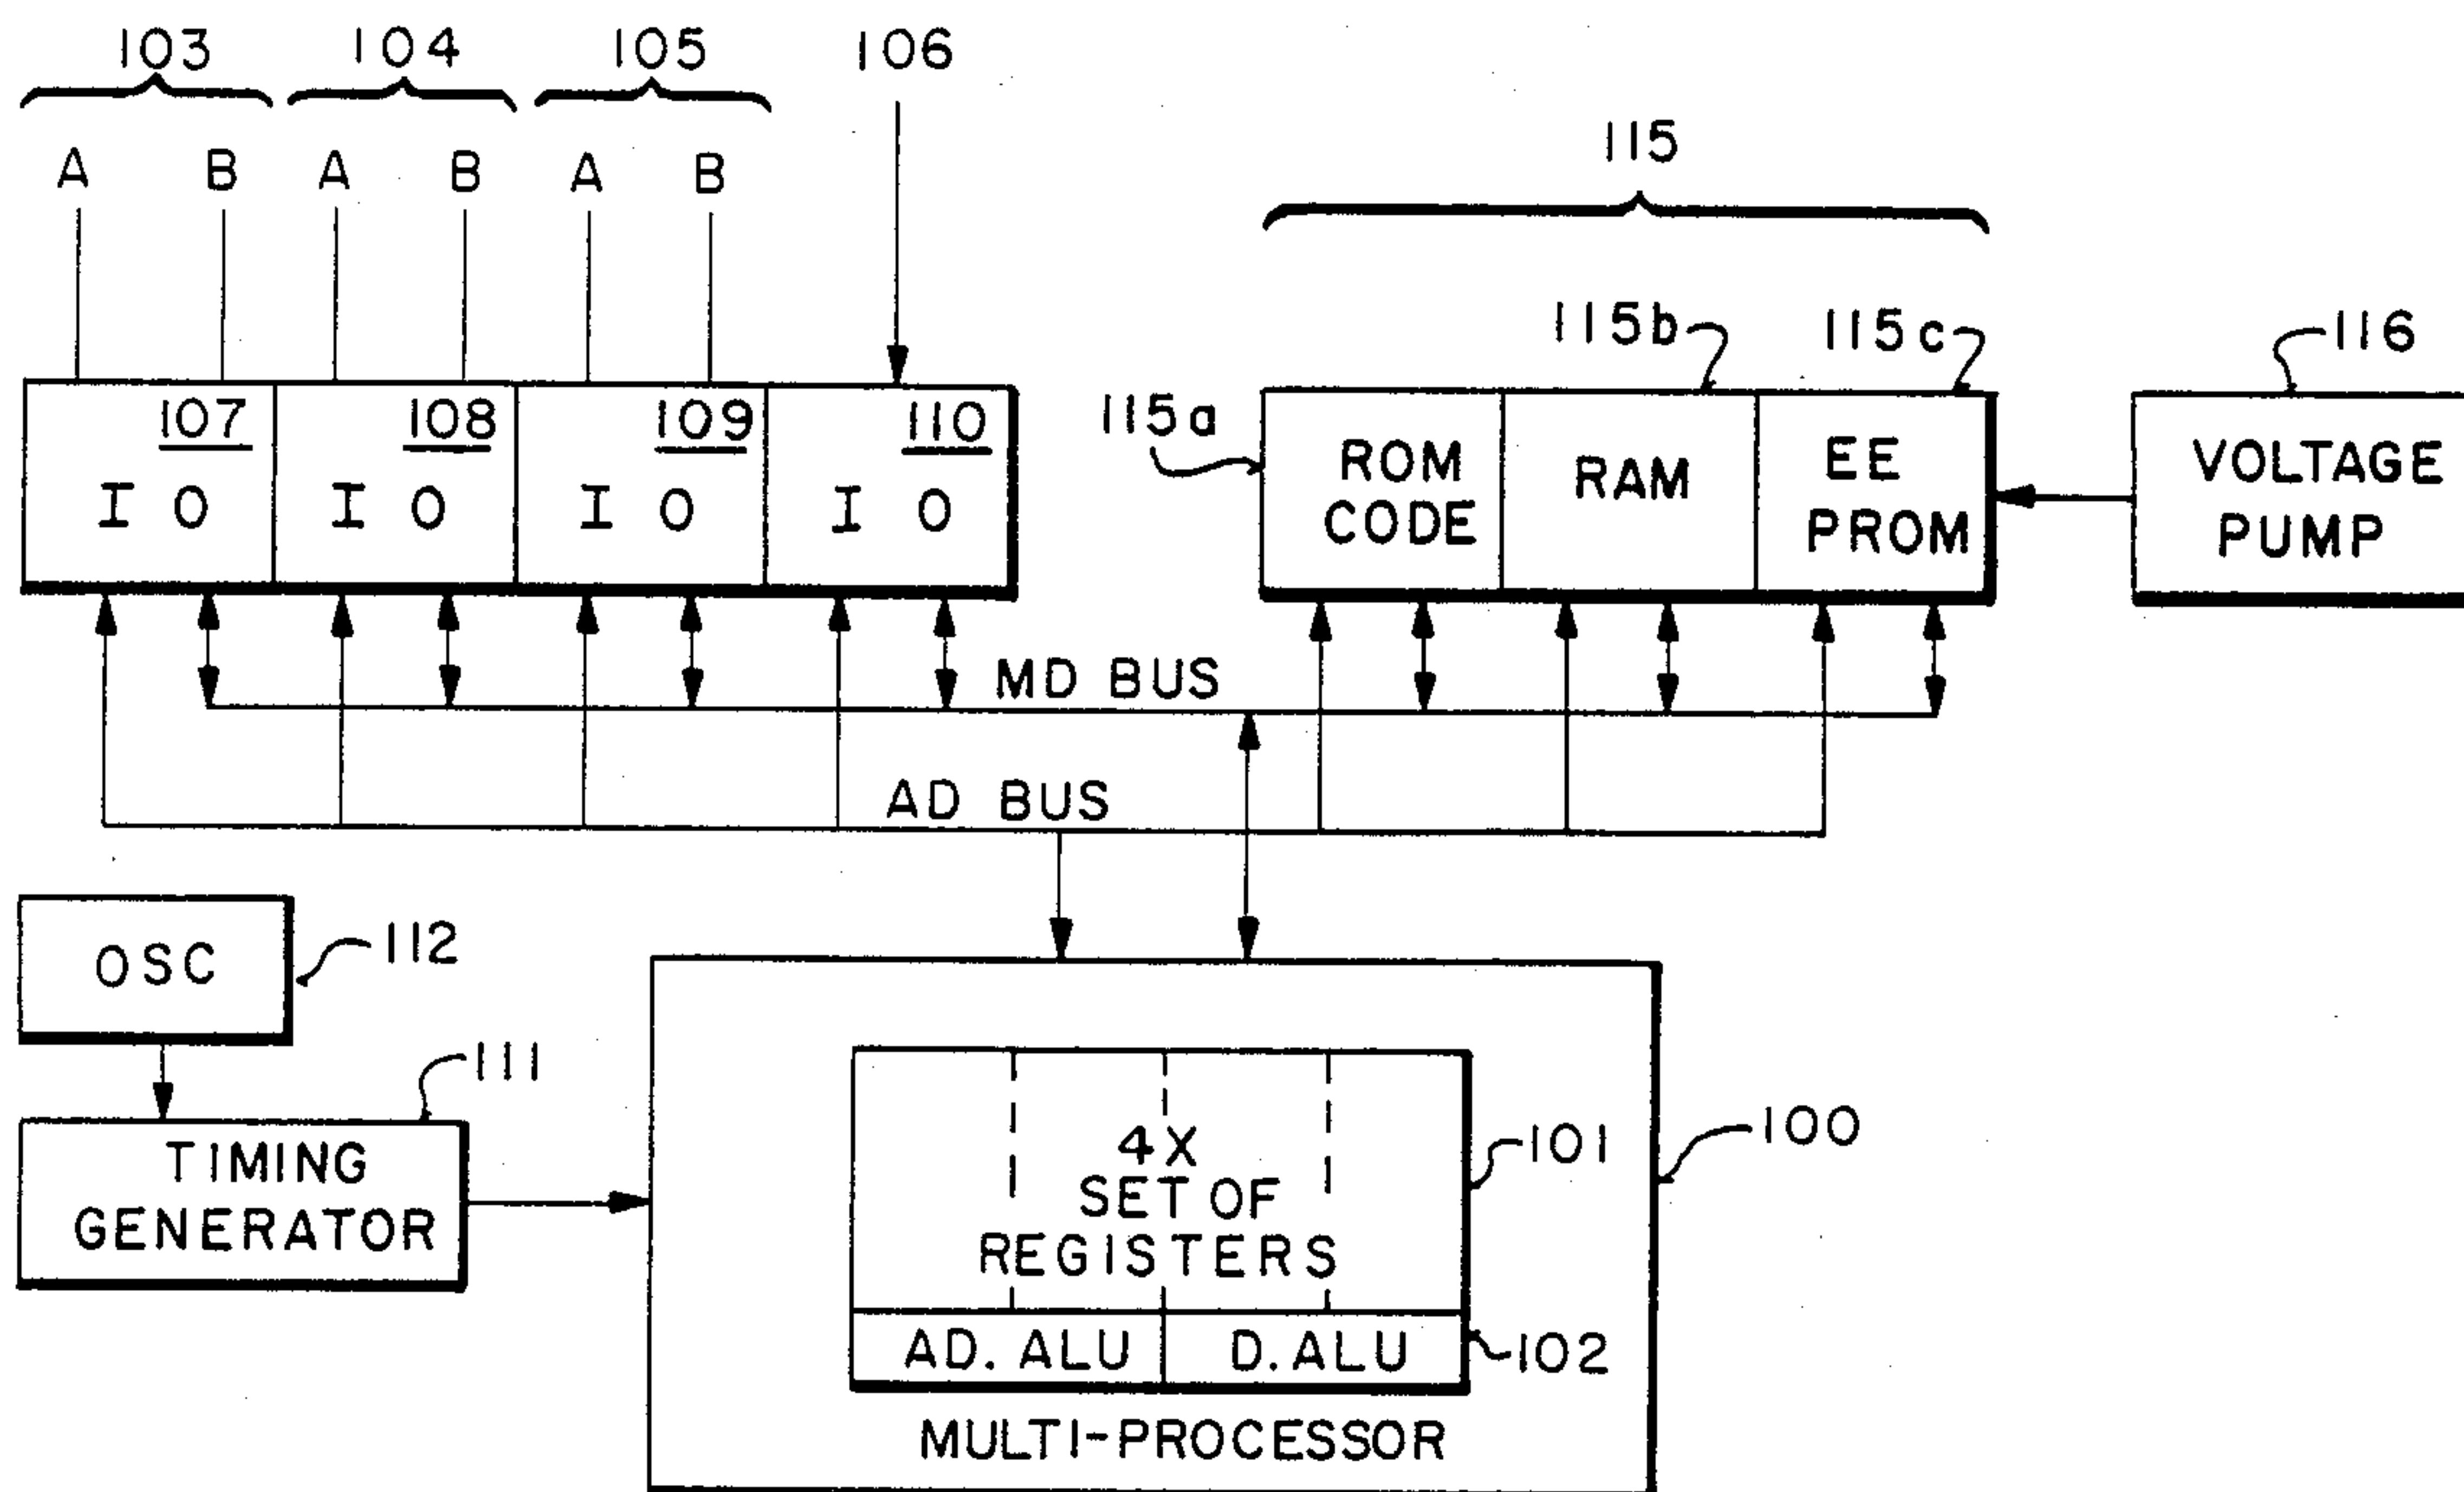 103 104 105 106
115
A B A B A B
115b 115c 116
115a
107 108 109 110
I O I O I O I O
ROM CODE
RAM
EE PROM
VOLTAGE PUMP
MD BUS
AD BUS
OSC
112
111
TIMING
GENERATOR
4X
SET OF
REGISTERS
101
100
AD. ALU D. ALU
102
MULTI-PROCESSOR